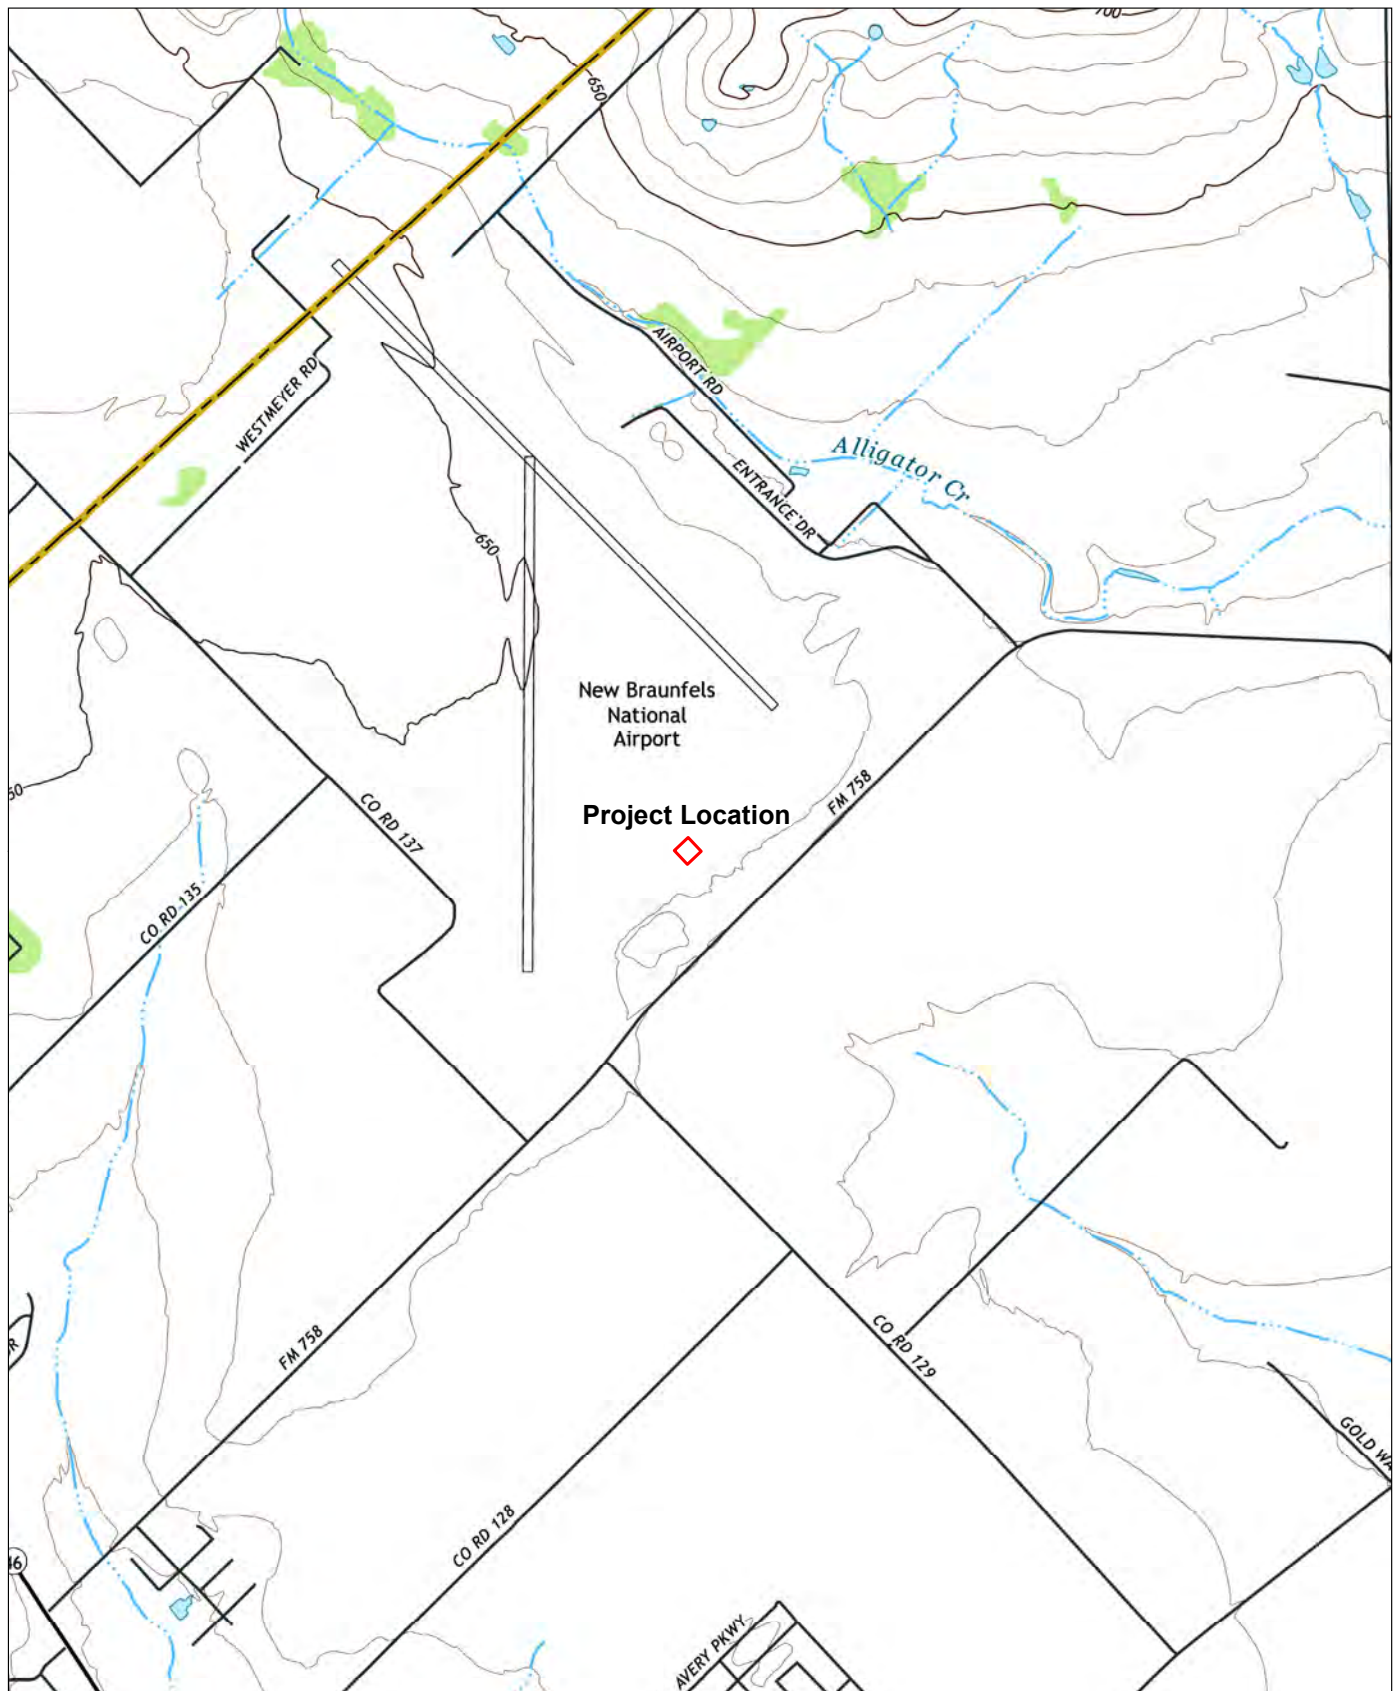 700
650
AIRPORT RD
WESTMEYER RD
Alligator Cr
ENTRANCE DR
650
New Braunfels
National
Airport
FM 758
50
CO RD 137
Project Location
CO RD 135
CO RD 129
FM 758
GOLD WA
CO RD 128
46
AVERY PKWY